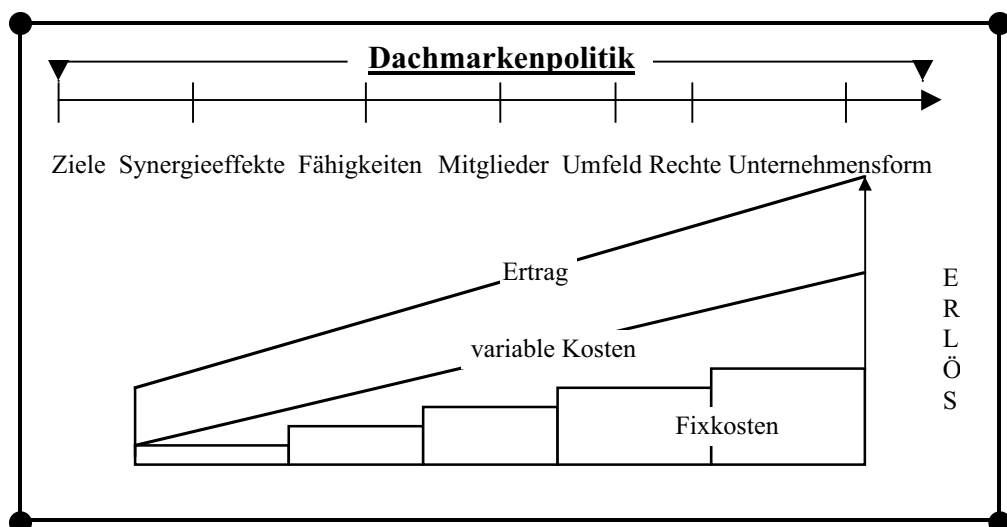 Dachmarkenpolitik
Ziele Synergieeffekte Fähigkeiten Mitglieder Umfeld Rechte Unternehmensform
Ertrag
variable Kosten
Fixkosten
E
R
L
Ö
S